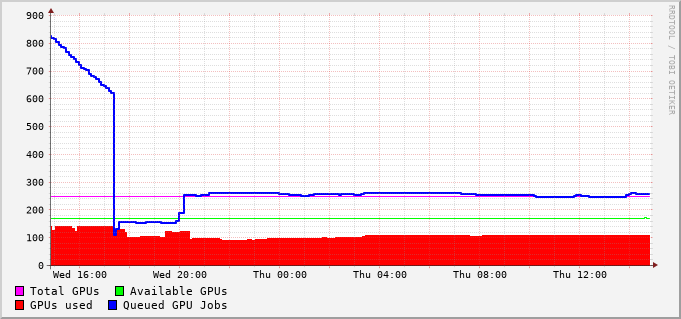 900
800
700
600
500
400
300
200
100
0
Wed 16:00 Wed 20:00 Thu 00:00 Thu 04:00 Thu 08:00 Thu 12:00
Total GPUs Available GPUs
GPUs used Queued GPU Jobs
RRDTOOL / TOBI OETIKER